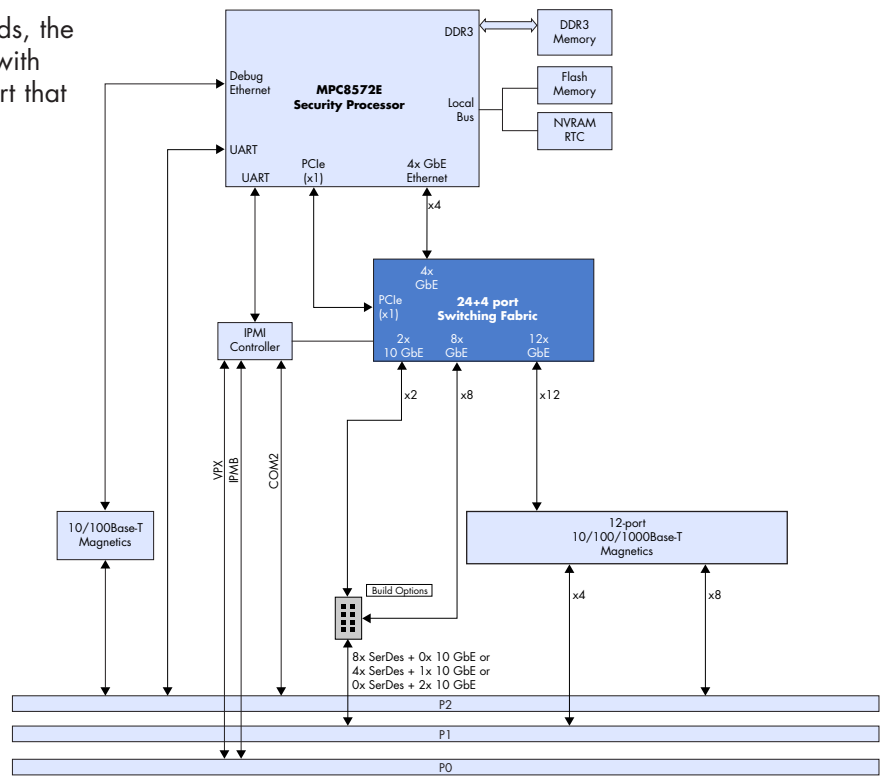 ds, the
with
rt that
DDR3
DDR3
Memory
Debug
Ethernet
MPC8572E
Security Processor
Flash
Memory
Local
Bus
NVRAM
RTC
UART
UART
PCIe
(x1)
4x GbE
Ethernet
x4
4x
GbE
PCIe
(x1)
24+4 port
Switching Fabric
IPMI
Controller
2x
10 GbE
8x
GbE
12x
GbE
x2
x8
x12
VPX
IPMB
COM2
10/100Base-T
Magnetics
12-port
10/100/1000Base-T
Magnetics
Build Options
x4
x8
8x SerDes + 0x 10 GbE or
4x SerDes + 1x 10 GbE or
0x SerDes + 2x 10 GbE
P2
P1
P0